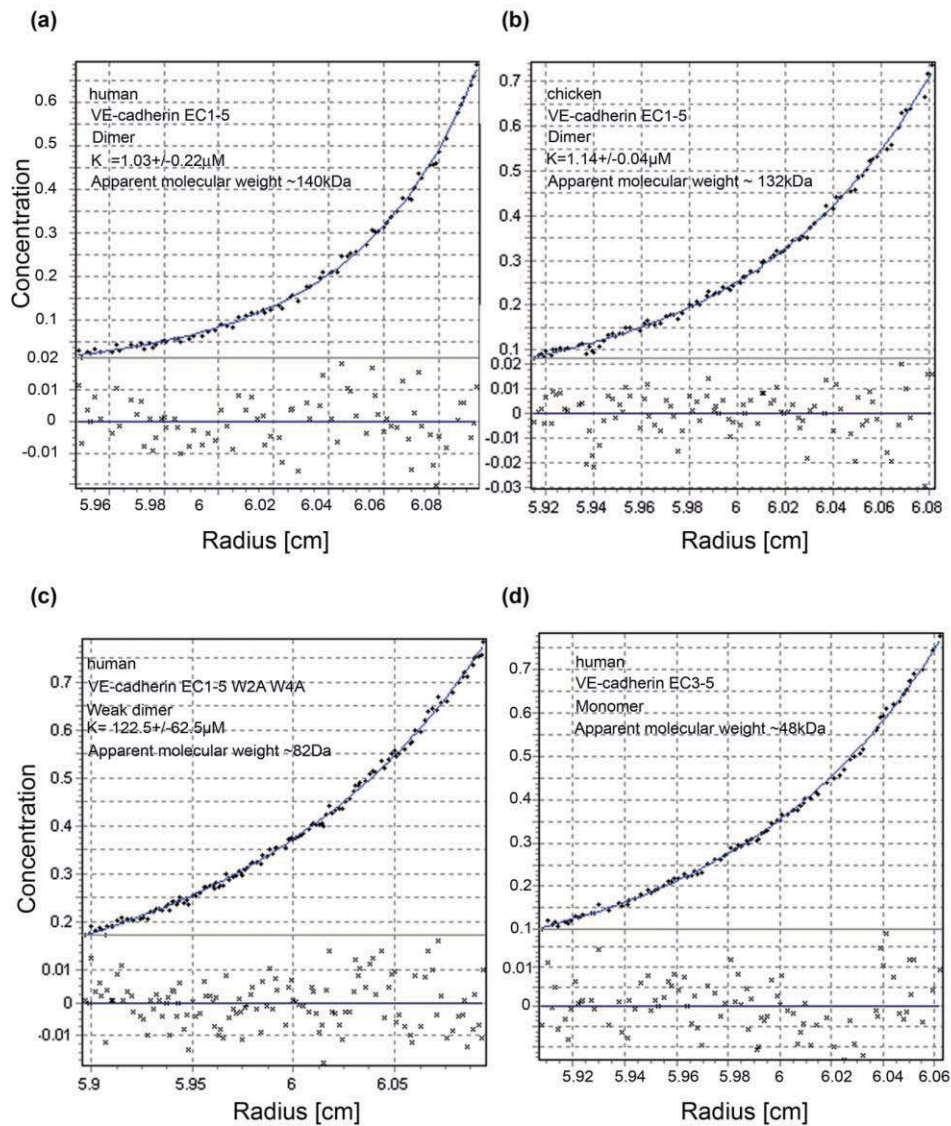 (a)
human
VE-cadherin EC1-5
Dimer
K =1.03+/-0.22µM
Apparent molecular weight ~140kDa
Concentration
0.6
0.5
0.4
0.3
0.2
0.1
0.02
0.01
0
-0.01
5.96
5.98
6
6.02
6.04
6.06
6.08
Radius [cm]
(b)
chicken
VE-cadherin EC1-5
Dimer
K=1.14+/-0.04µM
Apparent molecular weight ~ 132kDa
0.7
0.6
0.5
0.4
0.3
0.2
0.1
0.02
0.01
0
-0.01
-0.02
-0.03
5.92
5.94
5.96
5.98
6
6.02
6.04
6.06
6.08
Radius [cm]
(c)
human
VE-cadherin EC1-5 W2A W4A
Weak dimer
K= 122.5+/-62.5µM
Apparent molecular weight ~82Da
Concentration
0.7
0.6
0.5
0.4
0.3
0.2
0.01
0
-0.01
5.9
5.95
6
6.05
Radius [cm]
(d)
human
VE-cadherin EC3-5
Monomer
Apparent molecular weight ~48kDa
0.7
0.6
0.5
0.4
0.3
0.2
0.1
0.01
0
-0.01
5.92
5.94
5.96
5.98
6
6.02
6.04
6.06
Radius [cm]